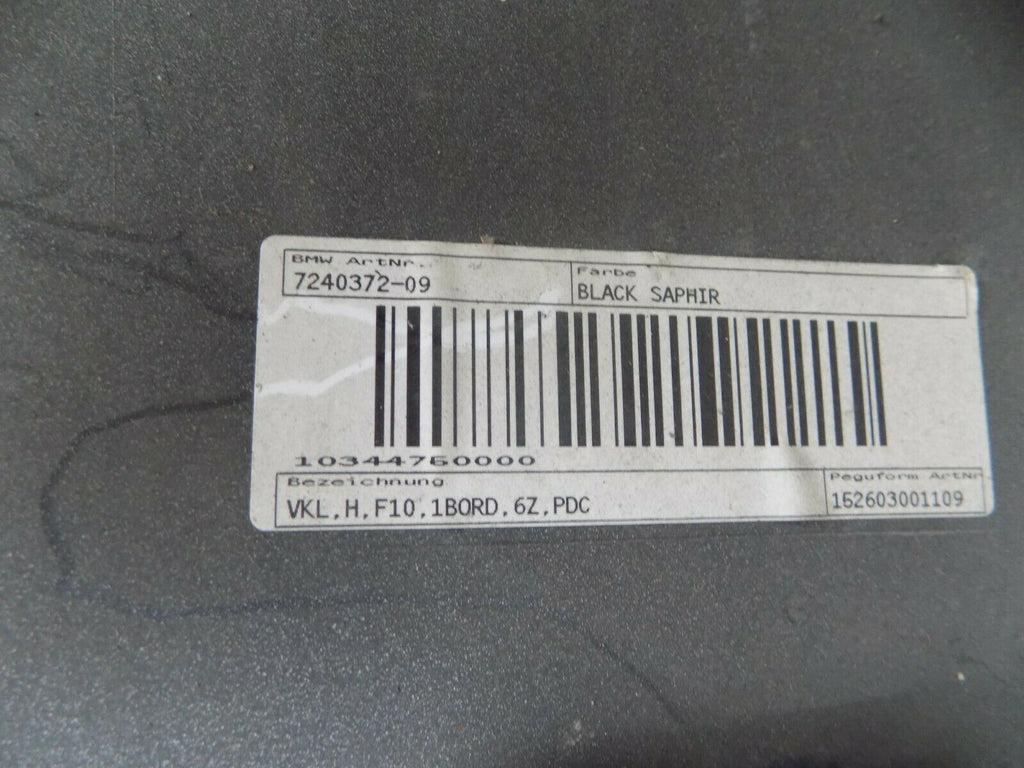 BMW ArtNr..
7240372-09
Farbe
BLACK SAPHIR
10344760000
Bezeichnung
VKL,H,F10,1BORD,6Z,PDC
Peguform ArtNr
152603001109